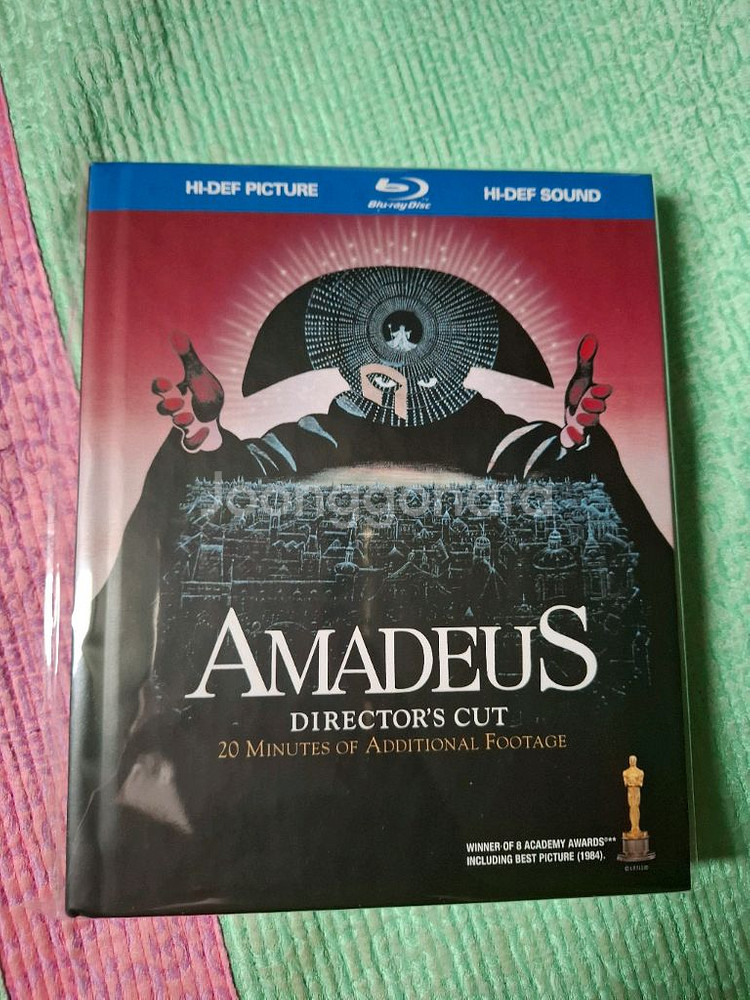 HI-DEF PICTURE
Blu-ray Disc
HI-DEF SOUND
Joonggonara
AMADEUS
DIRECTOR'S CUT
20 MINUTES OF ADDITIONAL FOOTAGE
WINNER OF 8 ACADEMY AWARDS®**
INCLUDING BEST PICTURE (1984).